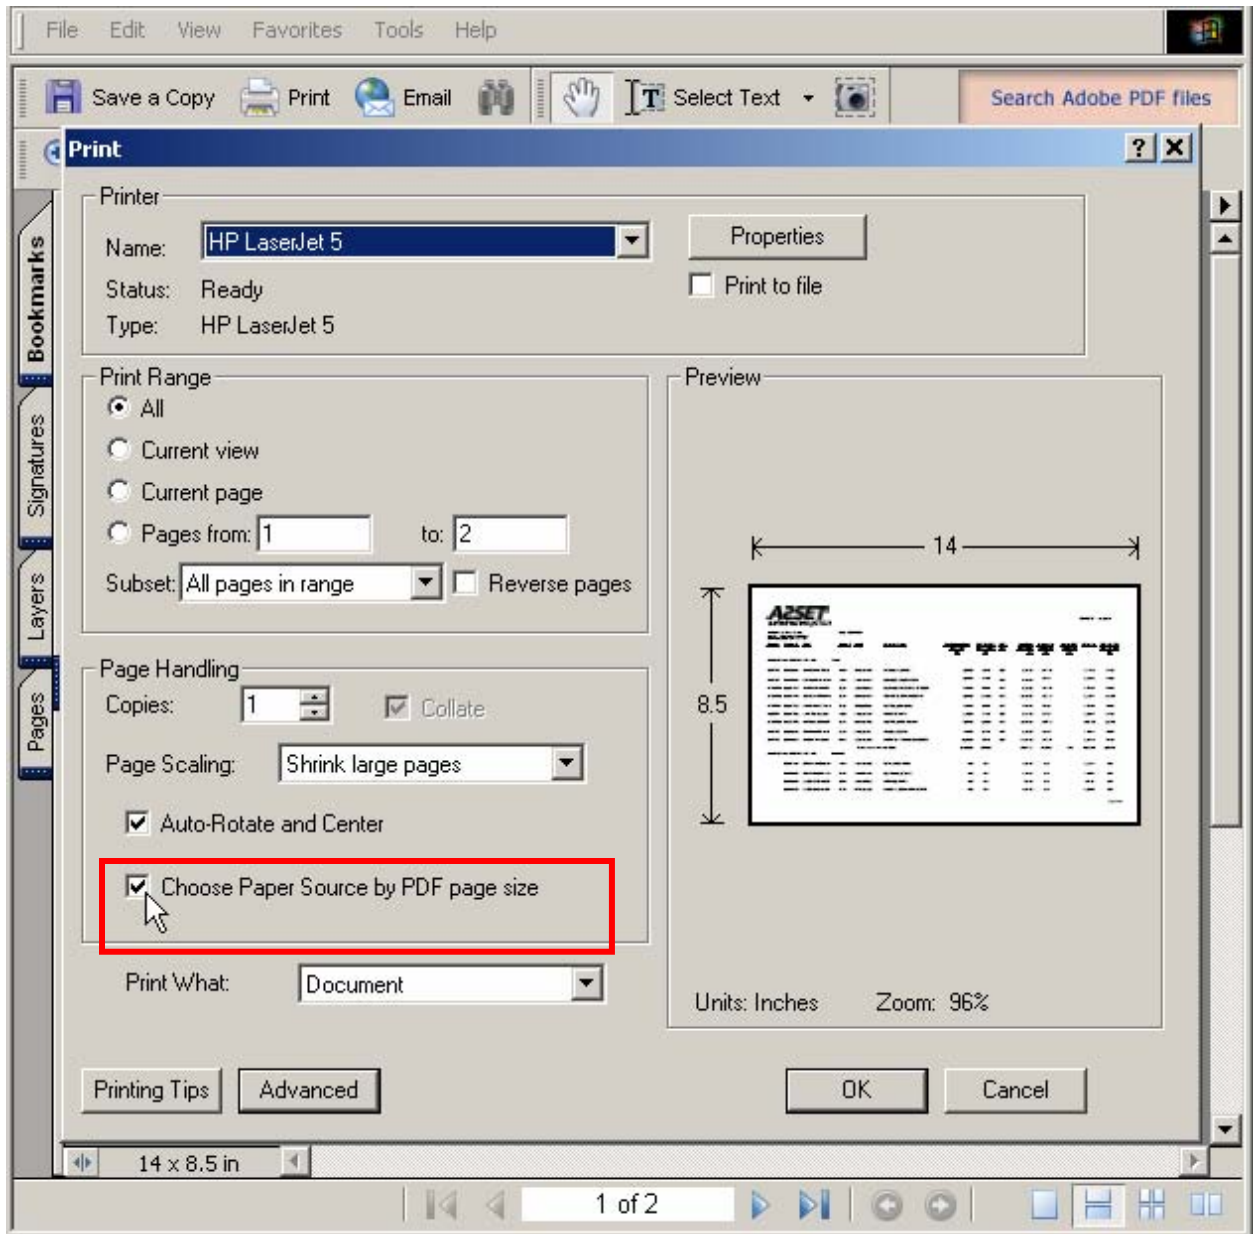 File Edit View Favorites Tools Help
Save a Copy Print Email Select Text Search Adobe PDF files
Print
Printer
Name: HP LaserJet 5 Properties
Status: Ready Print to file
Type: HP LaserJet 5
Print Range
All
Current view
Current page
Pages from: 1 to: 2
Subset: All pages in range Reverse pages
Page Handling
Copies: 1 Collate
Page Scaling: Shrink large pages
Auto-Rotate and Center
Choose Paper Source by PDF page size
Print What: Document
Preview
14
8.5
A2SET
Units: Inches Zoom: 96%
Printing Tips Advanced OK Cancel
Bookmarks
Signatures
Layers
Pages
14 x 8.5 in
1 of 2